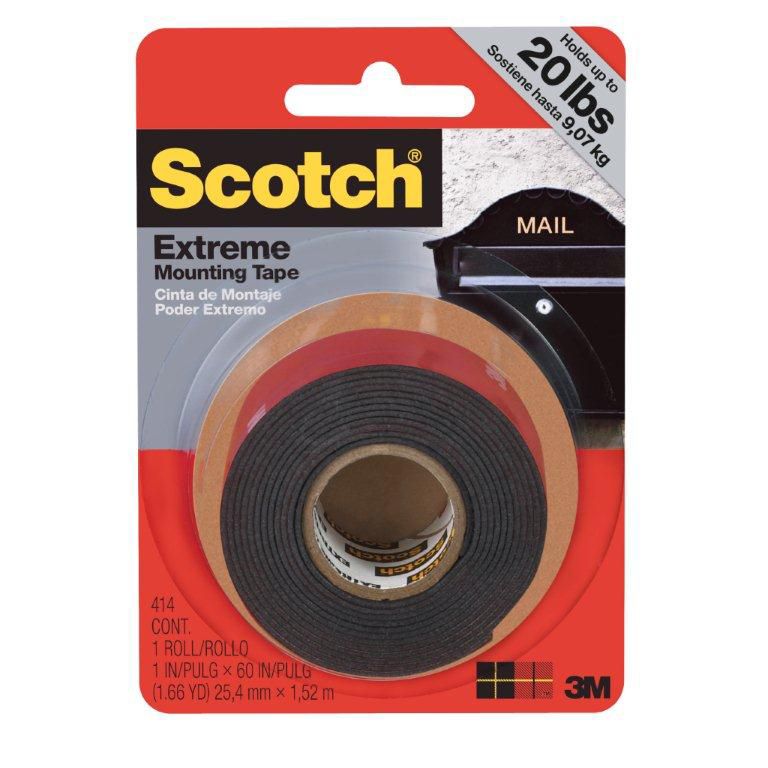 Holds up to
20 lbs
Sostiene hasta 9,07 kg
Scotch®
MAIL
Extreme
Mounting Tape
Cinta de Montaje
Poder Extremo
3M
Scotch
EXTREME
414
CONT.
1 ROLL/ROLLO
1 IN/PULG × 60 IN/PULG
(1.66 YD) 25,4 mm × 1,52 m
3M